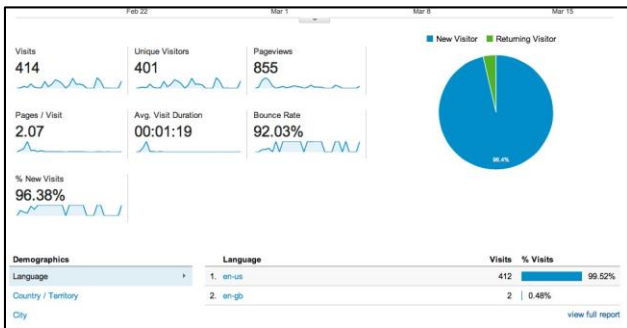 Feb 22 Mar 1 Mar 8 Mar 15
New Visitor Returning Visitor
Visits Unique Visitors Pageviews
414 401 855
Pages / Visit Avg. Visit Duration Bounce Rate
2.07 00:01:19 92.03%
% New Visits
96.38%
96.4%
Demographics Language Visits % Visits
Language 1. en-us 412 99.52%
Country / Territory 2. en-gb 2 0.48%
City view full report